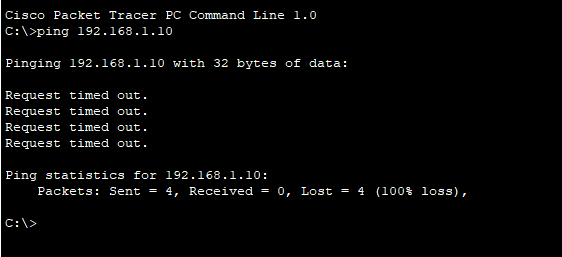 Cisco Packet Tracer PC Command Line 1.0
C:\>ping 192.168.1.10
Pinging 192.168.1.10 with 32 bytes of data:
Request timed out.
Request timed out.
Request timed out.
Request timed out.
Ping statistics for 192.168.1.10:
    Packets: Sent = 4, Received = 0, Lost = 4 (100% loss),
C:\>